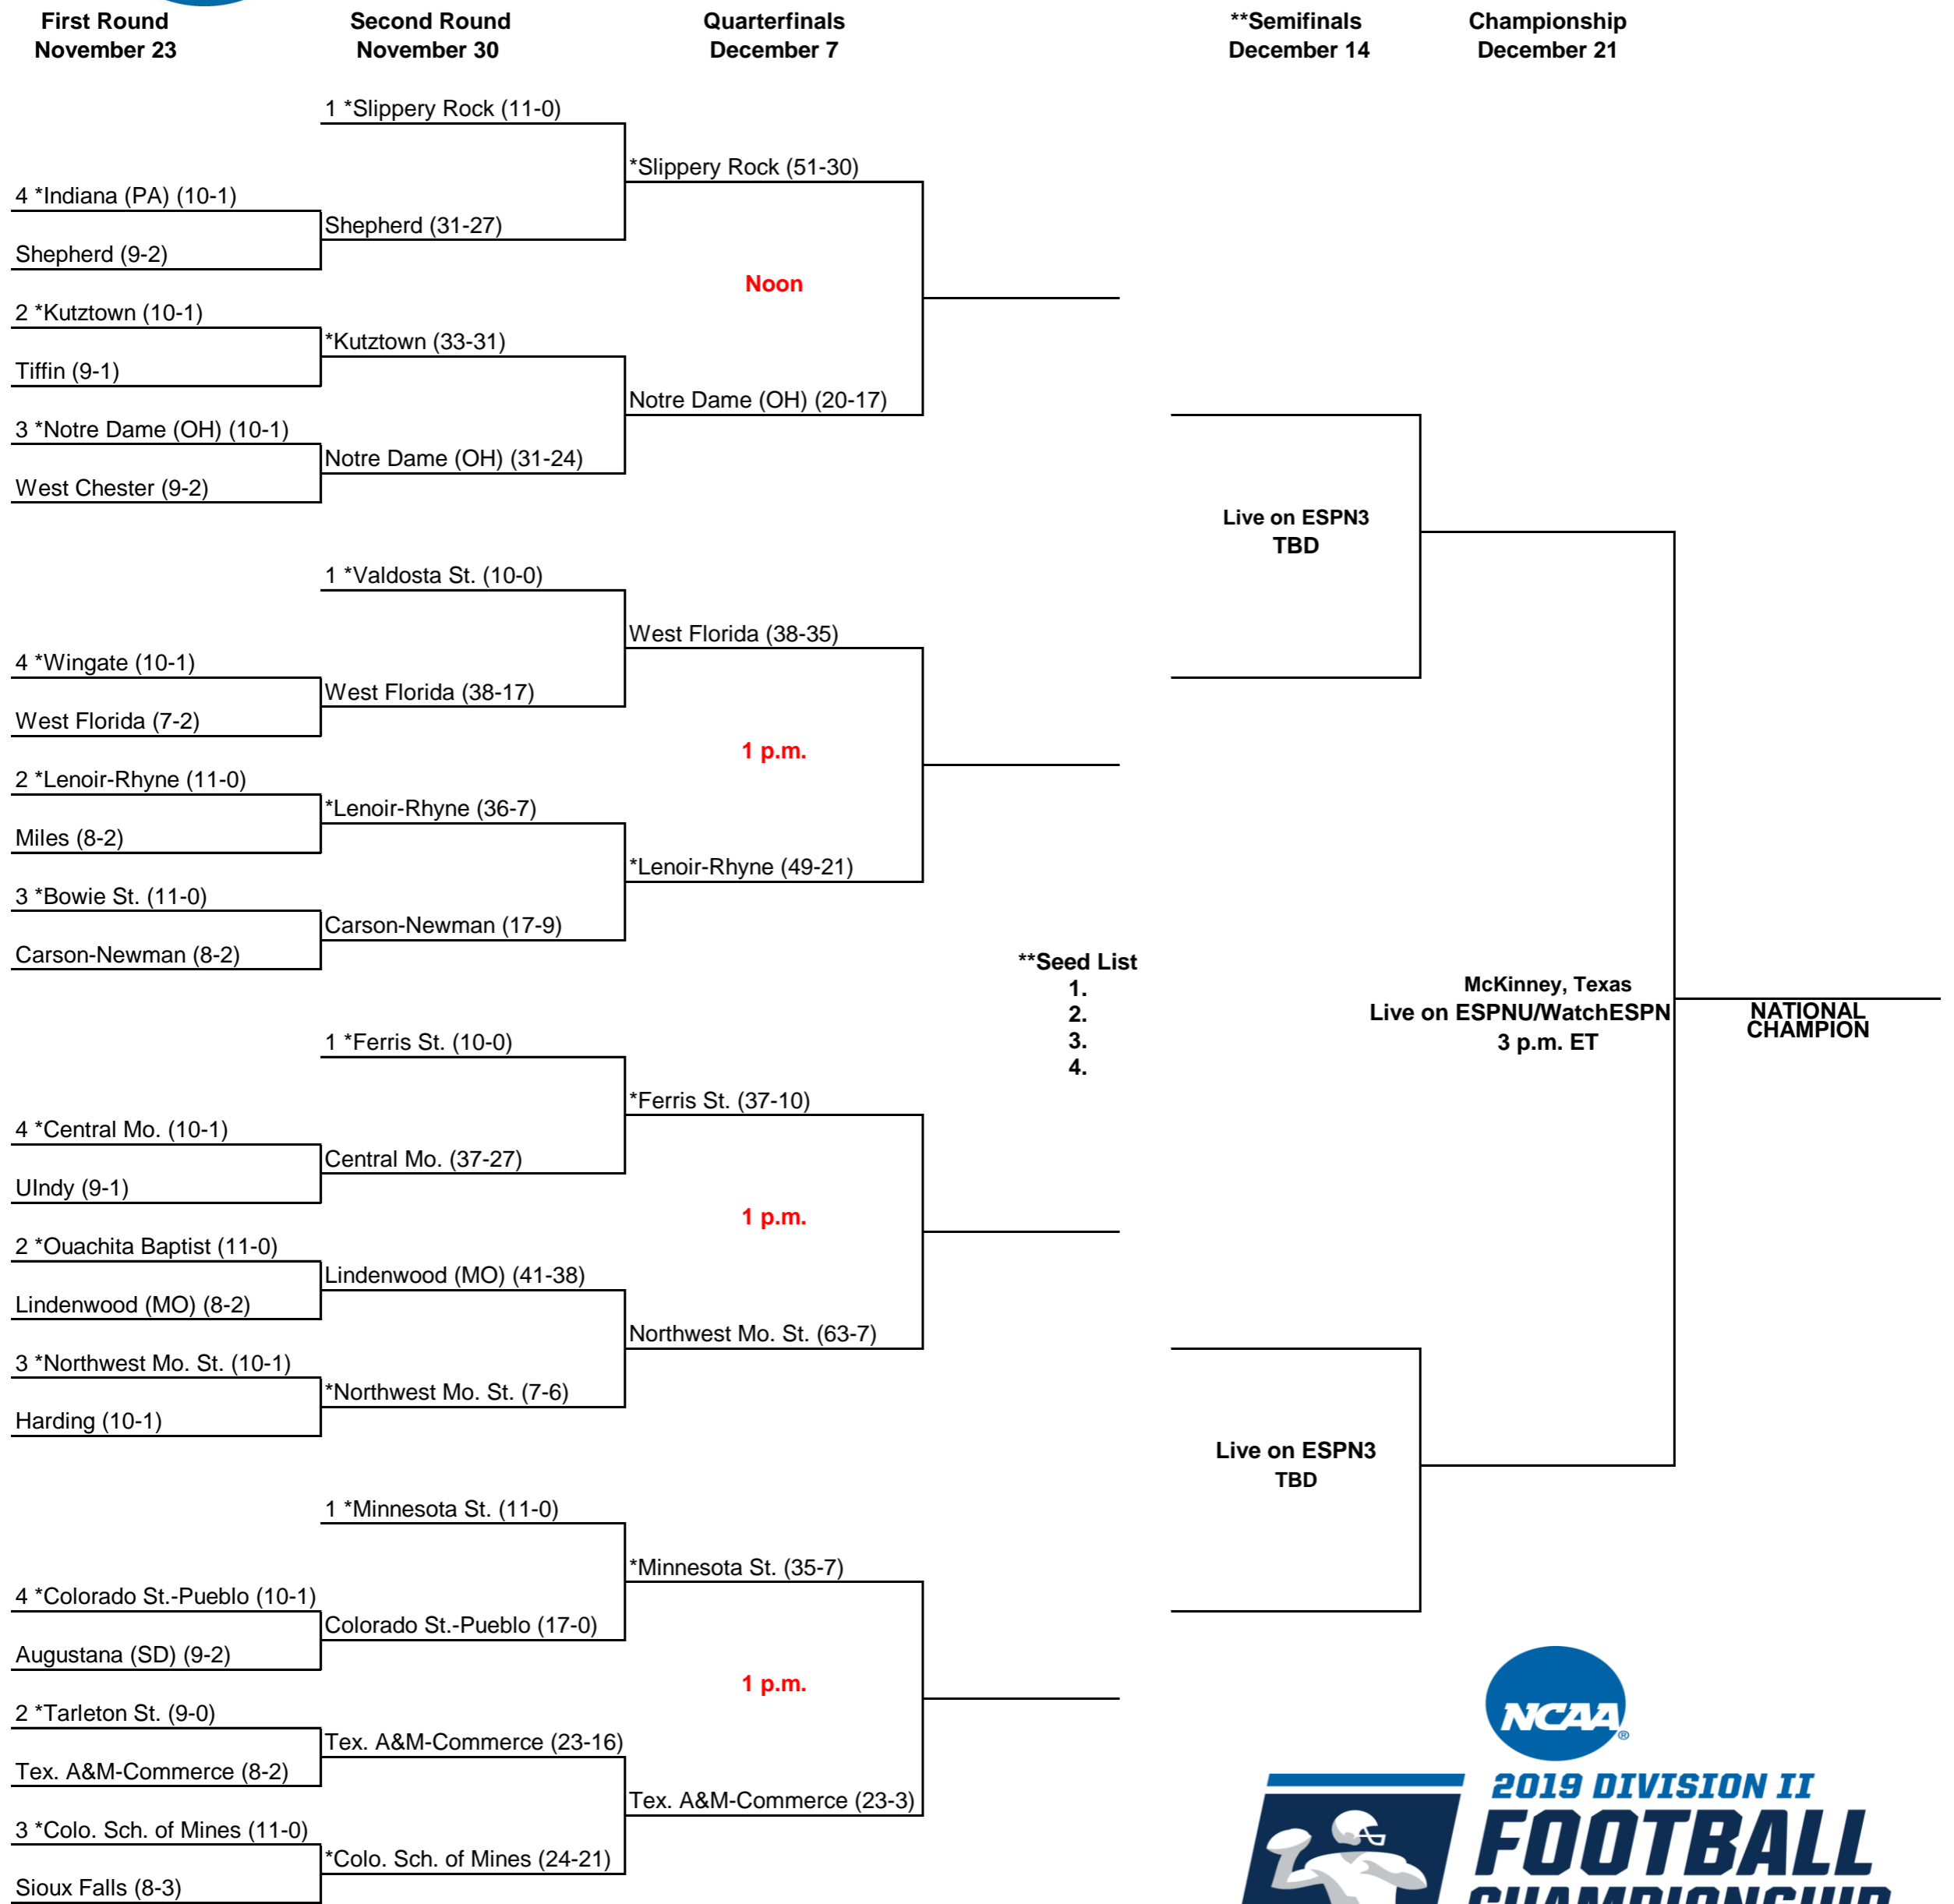 First Round
November 23
Second Round
November 30
Quarterfinals
December 7
**Semifinals
December 14
Championship
December 21
1 *Slippery Rock (11-0)
*Slippery Rock (51-30)
4 *Indiana (PA) (10-1)
Shepherd (31-27)
Shepherd (9-2)
Noon
2 *Kutztown (10-1)
*Kutztown (33-31)
Tiffin (9-1)
Notre Dame (OH) (20-17)
3 *Notre Dame (OH) (10-1)
Notre Dame (OH) (31-24)
West Chester (9-2)
Live on ESPN3
TBD
1 *Valdosta St. (10-0)
West Florida (38-35)
4 *Wingate (10-1)
West Florida (38-17)
West Florida (7-2)
1 p.m.
2 *Lenoir-Rhyne (11-0)
*Lenoir-Rhyne (36-7)
Miles (8-2)
*Lenoir-Rhyne (49-21)
3 *Bowie St. (11-0)
Carson-Newman (17-9)
Carson-Newman (8-2)
**Seed List
1.
2.
3.
4.
McKinney, Texas
Live on ESPNU/WatchESPN
3 p.m. ET
NATIONAL
CHAMPION
1 *Ferris St. (10-0)
*Ferris St. (37-10)
4 *Central Mo. (10-1)
Central Mo. (37-27)
UIndy (9-1)
1 p.m.
2 *Ouachita Baptist (11-0)
Lindenwood (MO) (41-38)
Lindenwood (MO) (8-2)
Northwest Mo. St. (63-7)
3 *Northwest Mo. St. (10-1)
*Northwest Mo. St. (7-6)
Harding (10-1)
Live on ESPN3
TBD
1 *Minnesota St. (11-0)
*Minnesota St. (35-7)
4 *Colorado St.-Pueblo (10-1)
Colorado St.-Pueblo (17-0)
Augustana (SD) (9-2)
1 p.m.
2 *Tarleton St. (9-0)
Tex. A&M-Commerce (23-16)
Tex. A&M-Commerce (8-2)
Tex. A&M-Commerce (23-3)
3 *Colo. Sch. of Mines (11-0)
*Colo. Sch. of Mines (24-21)
Sioux Falls (8-3)
NCAA®
2019 DIVISION II
FOOTBALL
CHAMPIONSHIP